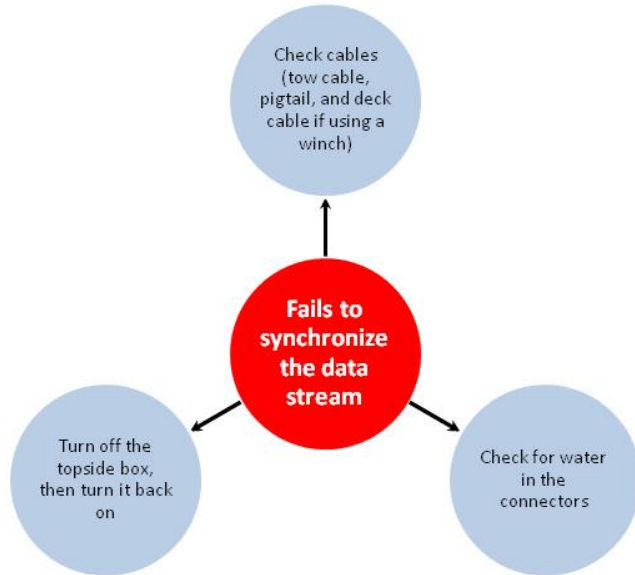 Check cables
(tow cable,
pigtail, and deck
cable if using a
winch)
Fails to
synchronize
the data
stream
Turn off the
topside box,
then turn it back
on
Check for water
in the
connectors